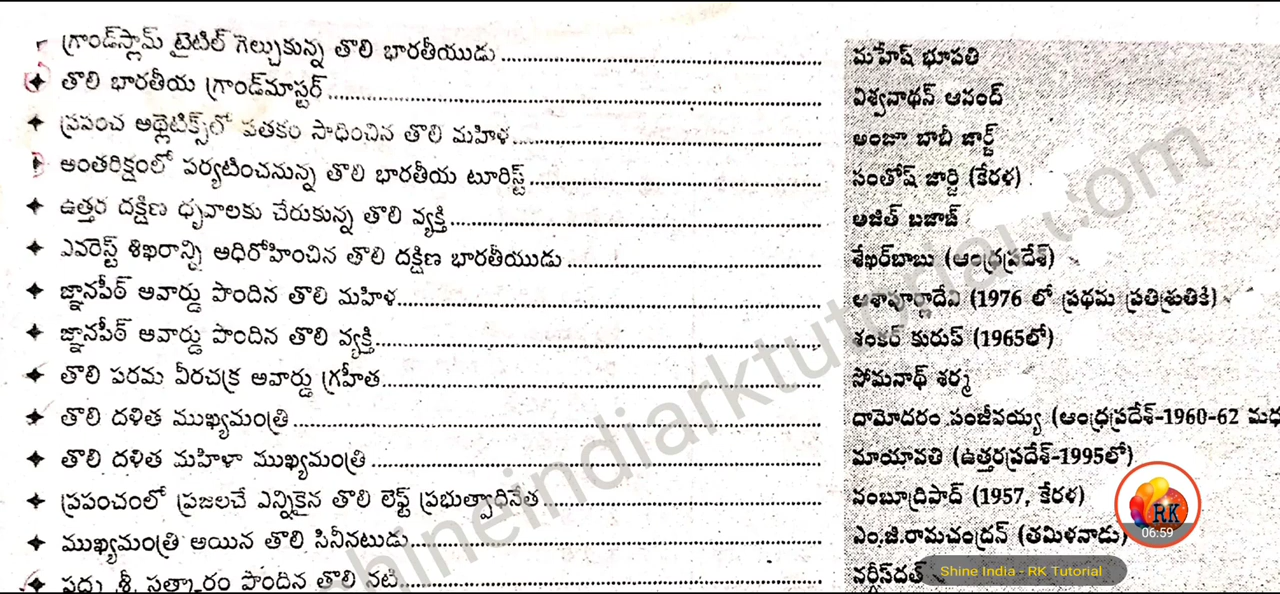 గ్రాండ్‌స్లామ్ టైటిల్ గెల్చుకున్న తొలి భారతీయుడు ........ మహేష్ భూపతి
తొలి భారతీయ గ్రాండ్‌మాస్టర్ ........ విశ్వనాథన్ ఆనంద్
ప్రపంచ అథ్లెటిక్స్‌లో పతకం సాధించిన తొలి మహిళ ........ అంజూ బాబీ జార్జ్
అంతరిక్షంలో పర్యటించనున్న తొలి భారతీయ టూరిస్ట్ ........ సంతోష్ జార్జి (కేరళ)
ఉత్తర దక్షిణ ధృవాలకు చేరుకున్న తొలి వ్యక్తి ........ అజిత్ బజాజ్
ఎవరెస్ట్ శిఖరాన్ని అధిరోహించిన తొలి దక్షిణ భారతీయుడు ........ శేఖర్‌బాబు (ఆంధ్రప్రదేశ్)
జ్ఞానపీఠ్ అవార్డు పొందిన తొలి మహిళ ........ ఆశాపూర్ణాదేవి (1976 లో ప్రథమ ప్రతిశ్రుతికి)
జ్ఞానపీఠ్ అవార్డు పొందిన తొలి వ్యక్తి ........ శంకర్ కురుప్ (1965లో)
తొలి పరమ వీరచక్ర అవార్డు గ్రహీత ........ సోమనాథ్ శర్మ
తొలి దళిత ముఖ్యమంత్రి ........ దామోదరం సంజీవయ్య (ఆంధ్రప్రదేశ్-1960-62 మధ
తొలి దళిత మహిళా ముఖ్యమంత్రి ........ మాయావతి (ఉత్తరప్రదేశ్-1995లో)
ప్రపంచంలో ప్రజలచే ఎన్నికైన తొలి లెఫ్ట్ ప్రభుత్వాధినేత ........ నంబూద్రిపాద్ (1957, కేరళ)
ముఖ్యమంత్రి అయిన తొలి సినీనటుడు ........ ఎం.జి.రామచంద్రన్ (తమిళనాడు)
పద్మ శ్రీ సత్కారం పొందిన తొలి నటి ........ నర్గీస్‌దత్
shineindiarktutorial.com
RK
06:59
Shine India - RK Tutorial